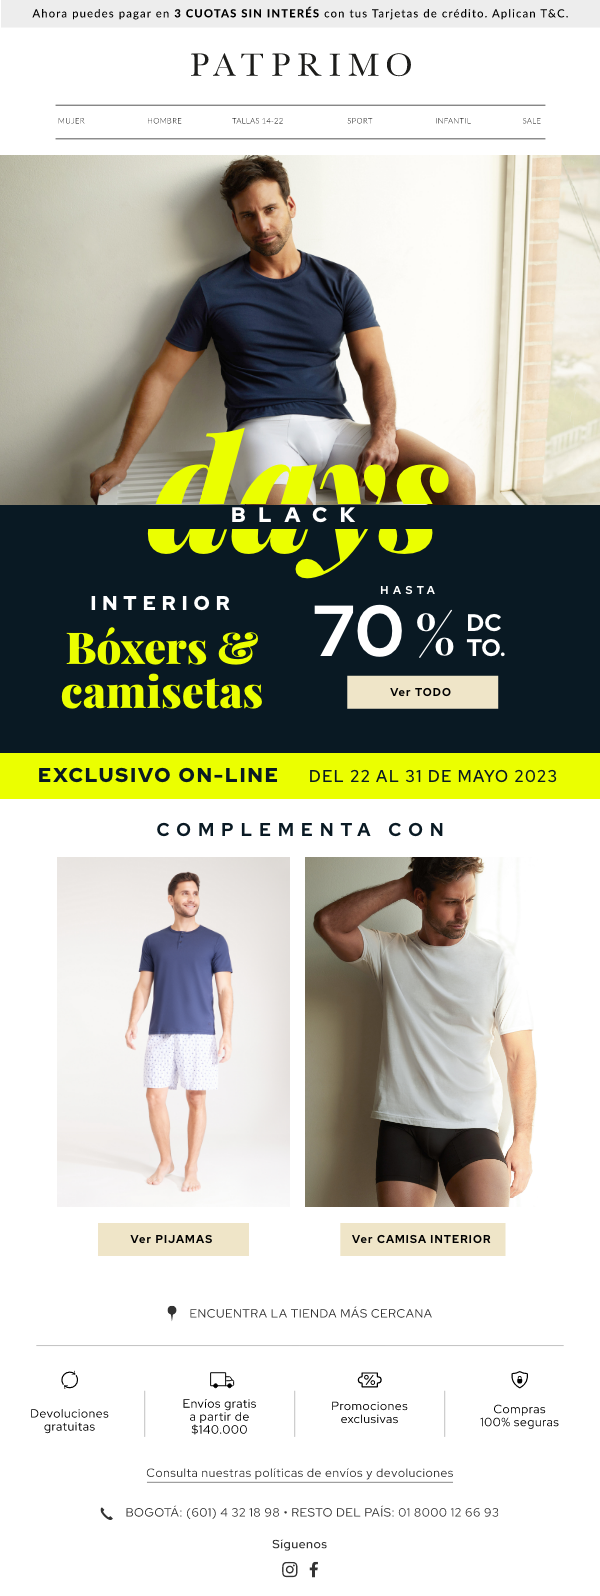 Ahora puedes pagar en 3 CUOTAS SIN INTERÉS con tus Tarjetas de crédito. Aplican T&C.
PATPRIMO
MUJER HOMBRE TALLAS 14-22 SPORT INFANTIL SALE
days
BLACK
INTERIOR
Bóxers &
camisetas
HASTA
70% DC
TO.
Ver TODO
EXCLUSIVO ON-LINE DEL 22 AL 31 DE MAYO 2023
COMPLEMENTA CON
Ver PIJAMAS
Ver CAMISA INTERIOR
ENCUENTRA LA TIENDA MÁS CERCANA
Devoluciones
gratuitas
Envíos gratis
a partir de
$140.000
Promociones
exclusivas
Compras
100% seguras
Consulta nuestras políticas de envíos y devoluciones
BOGOTÁ: (601) 4 32 18 98 • RESTO DEL PAÍS: 01 8000 12 66 93
Síguenos